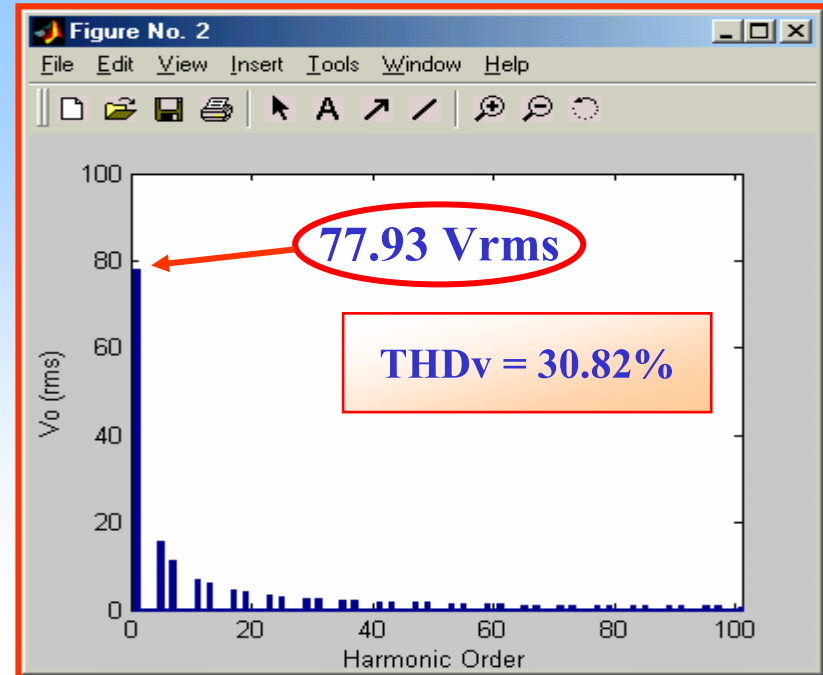 Figure No. 2
File Edit View Insert Tools Window Help
A
100
80
60
40
20
0
Vo (rms)
77.93 Vrms
THDv = 30.82%
0 20 40 60 80 100
Harmonic Order